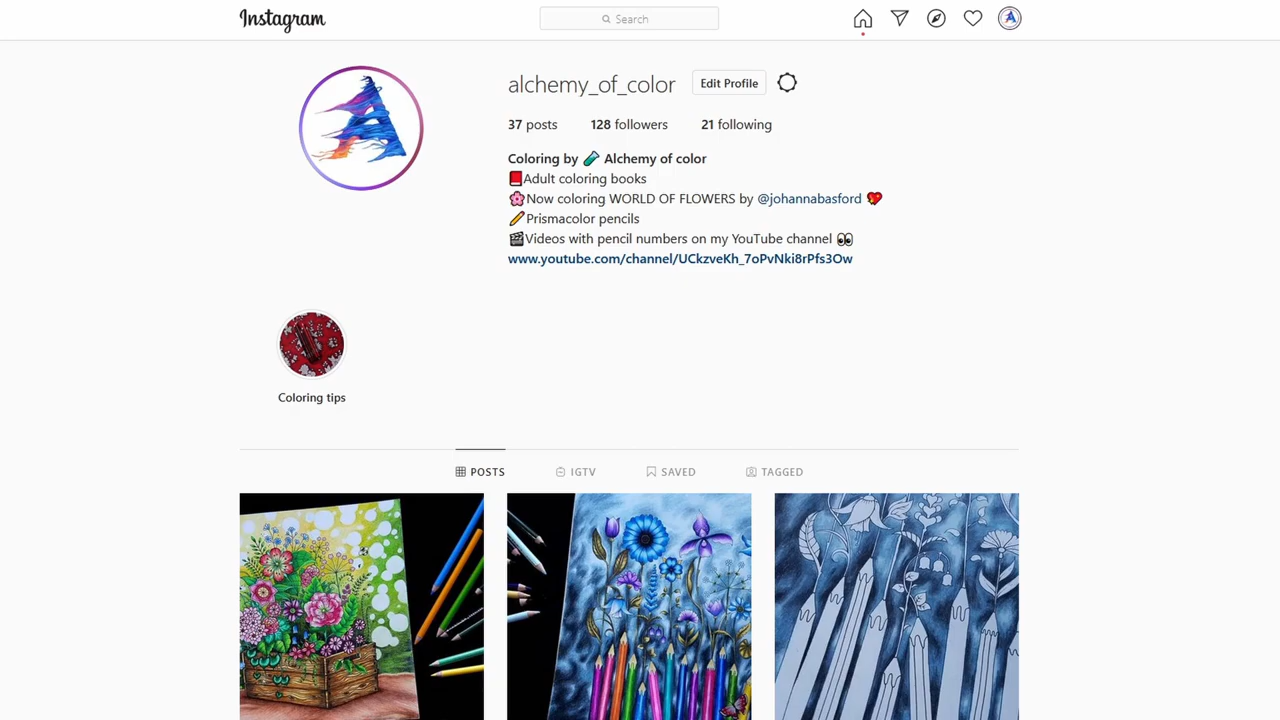 Instagram
Search
alchemy_of_color
Edit Profile
37 posts 128 followers 21 following
Coloring by 🧪 Alchemy of color
📕Adult coloring books
🌸Now coloring WORLD OF FLOWERS by @johannabasford 💖
✏️Prismacolor pencils
🎬Videos with pencil numbers on my YouTube channel 👀
www.youtube.com/channel/UCkzveKh_7oPvNki8rPfs3Ow
Coloring tips
POSTS IGTV SAVED TAGGED